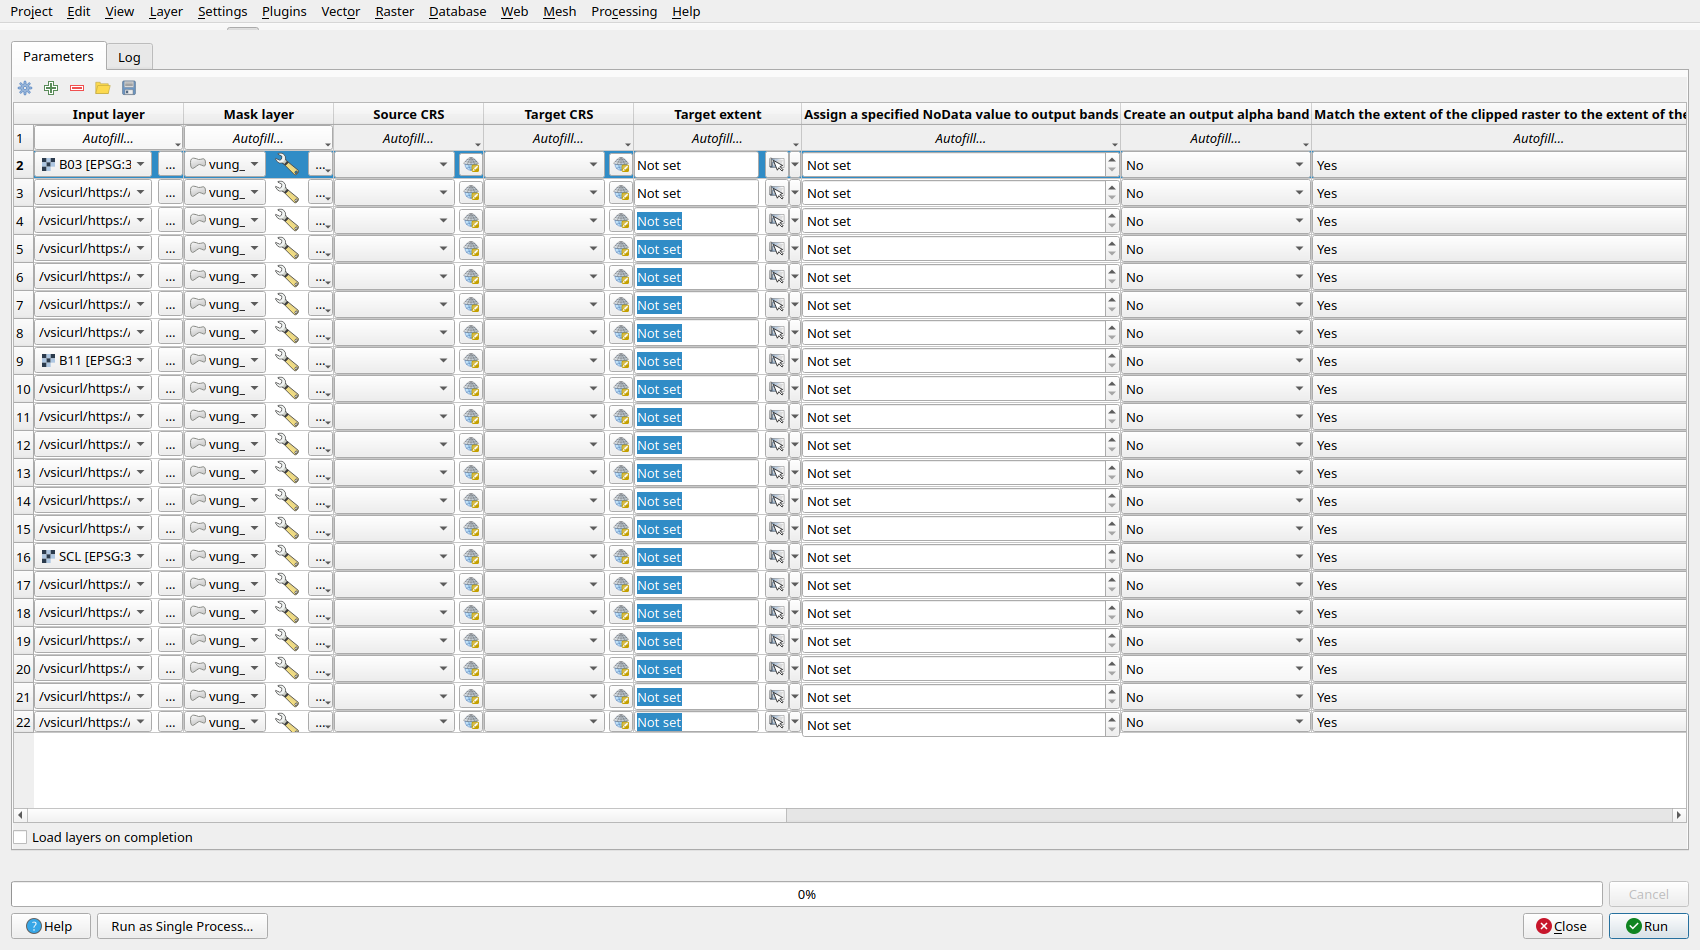 Project Edit View Layer Settings Plugins Vector Raster Database Web Mesh Processing Help
Parameters Log
Input layer Mask layer Source CRS Target CRS Target extent Assign a specified NoData value to output bands Create an output alpha band Match the extent of the clipped raster to the extent of the
1 Autofill... Autofill... Autofill... Autofill... Autofill... Autofill... Autofill... Autofill...
2 B03 [EPSG:3 ... vung_ ... Not set Not set No Yes
3 /vsicurl/https:/ ... vung_ ... Not set Not set No Yes
4 /vsicurl/https:/ ... vung_ ... Not set Not set No Yes
5 /vsicurl/https:/ ... vung_ ... Not set Not set No Yes
6 /vsicurl/https:/ ... vung_ ... Not set Not set No Yes
7 /vsicurl/https:/ ... vung_ ... Not set Not set No Yes
8 /vsicurl/https:/ ... vung_ ... Not set Not set No Yes
9 B11 [EPSG:3 ... vung_ ... Not set Not set No Yes
10 /vsicurl/https:/ ... vung_ ... Not set Not set No Yes
11 /vsicurl/https:/ ... vung_ ... Not set Not set No Yes
12 /vsicurl/https:/ ... vung_ ... Not set Not set No Yes
13 /vsicurl/https:/ ... vung_ ... Not set Not set No Yes
14 /vsicurl/https:/ ... vung_ ... Not set Not set No Yes
15 /vsicurl/https:/ ... vung_ ... Not set Not set No Yes
16 SCL [EPSG:3 ... vung_ ... Not set Not set No Yes
17 /vsicurl/https:/ ... vung_ ... Not set Not set No Yes
18 /vsicurl/https:/ ... vung_ ... Not set Not set No Yes
19 /vsicurl/https:/ ... vung_ ... Not set Not set No Yes
20 /vsicurl/https:/ ... vung_ ... Not set Not set No Yes
21 /vsicurl/https:/ ... vung_ ... Not set Not set No Yes
22 /vsicurl/https:/ ... vung_ ... Not set Not set No Yes
Load layers on completion
0% Cancel
Help Run as Single Process... Close Run